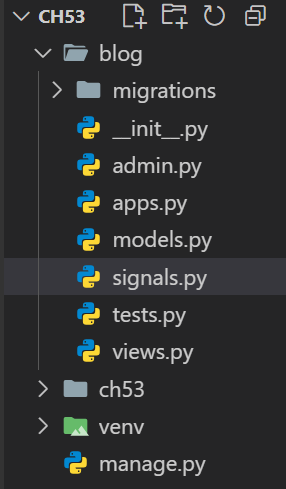 CH53
blog
migrations
__init__.py
admin.py
apps.py
models.py
signals.py
tests.py
views.py
ch53
venv
manage.py